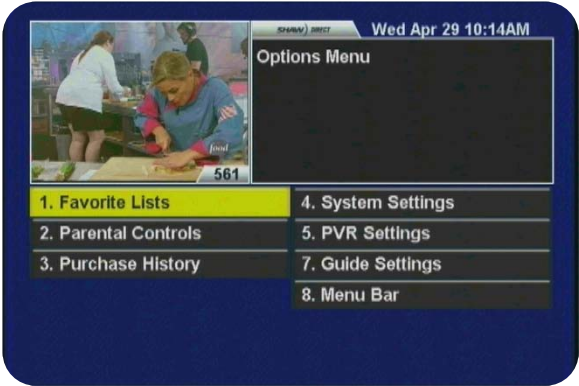 SHAW) DIRECT
Wed Apr 29 10:14AM
Options Menu
food
561
1. Favorite Lists
2. Parental Controls
3. Purchase History
4. System Settings
5. PVR Settings
7. Guide Settings
8. Menu Bar